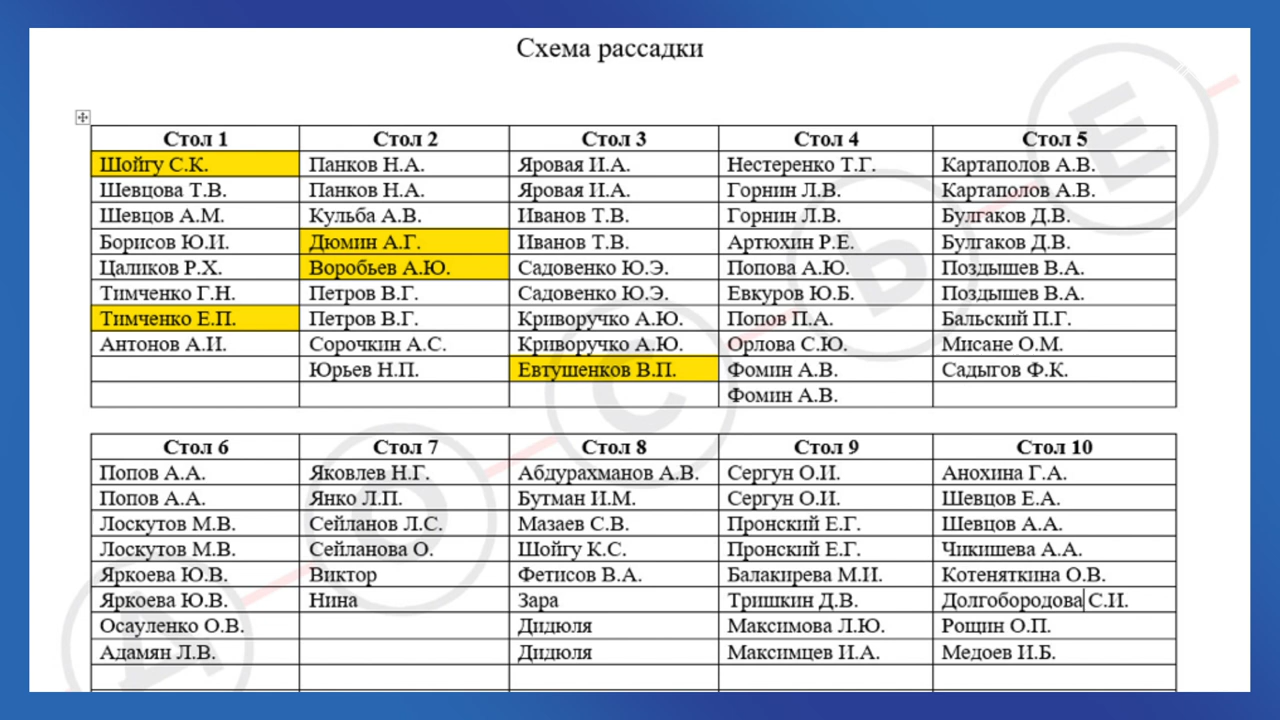 Схема рассадки
Стол 1 Стол 2 Стол 3 Стол 4 Стол 5
Шойгу С.К. Панков Н.А. Яровая И.А. Нестеренко Т.Г. Картаполов А.В.
Шевцова Т.В. Панков Н.А. Яровая И.А. Горнин Л.В. Картаполов А.В.
Шевцов А.М. Кульба А.В. Иванов Т.В. Горнин Л.В. Булгаков Д.В.
Борисов Ю.И. Дюмин А.Г. Иванов Т.В. Артюхин Р.Е. Булгаков Д.В.
Цаликов Р.Х. Воробьев А.Ю. Садовенко Ю.Э. Попова А.Ю. Поздышев В.А.
Тимченко Г.Н. Петров В.Г. Садовенко Ю.Э. Евкуров Ю.Б. Поздышев В.А.
Тимченко Е.П. Петров В.Г. Криворучко А.Ю. Попов П.А. Бальский П.Г.
Антонов А.И. Сорочкин А.С. Криворучко А.Ю. Орлова С.Ю. Мисане О.М.
Юрьев Н.П. Евтушенков В.П. Фомин А.В. Садыгов Ф.К.
Фомин А.В.
Стол 6 Стол 7 Стол 8 Стол 9 Стол 10
Попов А.А. Яковлев Н.Г. Абдурахманов А.В. Сергун О.И. Анохина Г.А.
Попов А.А. Янко Л.П. Бутман И.М. Сергун О.И. Шевцов Е.А.
Лоскутов М.В. Сейланов Л.С. Мазаев С.В. Пронский Е.Г. Шевцов А.А.
Лоскутов М.В. Сейланова О. Шойгу К.С. Пронский Е.Г. Чикишева А.А.
Яркоева Ю.В. Виктор Фетисов В.А. Балакирева М.И. Котеняткина О.В.
Яркоева Ю.В. Нина Зара Тришкин Д.В. Долгобородова С.И.
Осауленко О.В. Дидюля Максимова Л.Ю. Рощин О.П.
Адамян Л.В. Дидюля Максимцев И.А. Медоев И.Б.
ДОСЬЕ